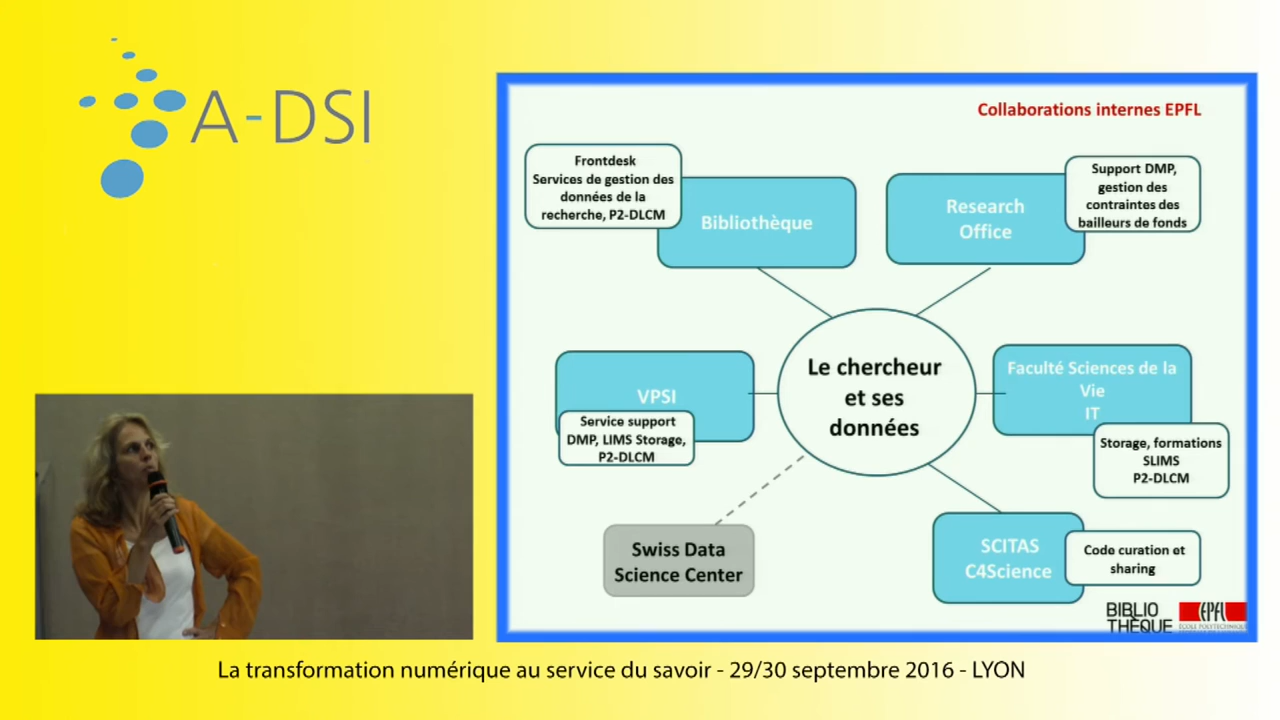 A-DSI
Collaborations internes EPFL
Frontdesk
Services de gestion des
données de la
recherche, P2-DLCM
Bibliothèque
Research
Office
Support DMP,
gestion des
contraintes des
bailleurs de fonds
Le chercheur
et ses
données
VPSI
Service support
DMP, LIMS Storage,
P2-DLCM
Faculté Sciences de la
Vie
IT
Storage, formations
SLIMS
P2-DLCM
Swiss Data
Science Center
SCITAS
C4Science
Code curation et
sharing
BIBLIO
THÈQUE
EPFL
ÉCOLE POLYTECHNIQUE
La transformation numérique au service du savoir - 29/30 septembre 2016 - LYON